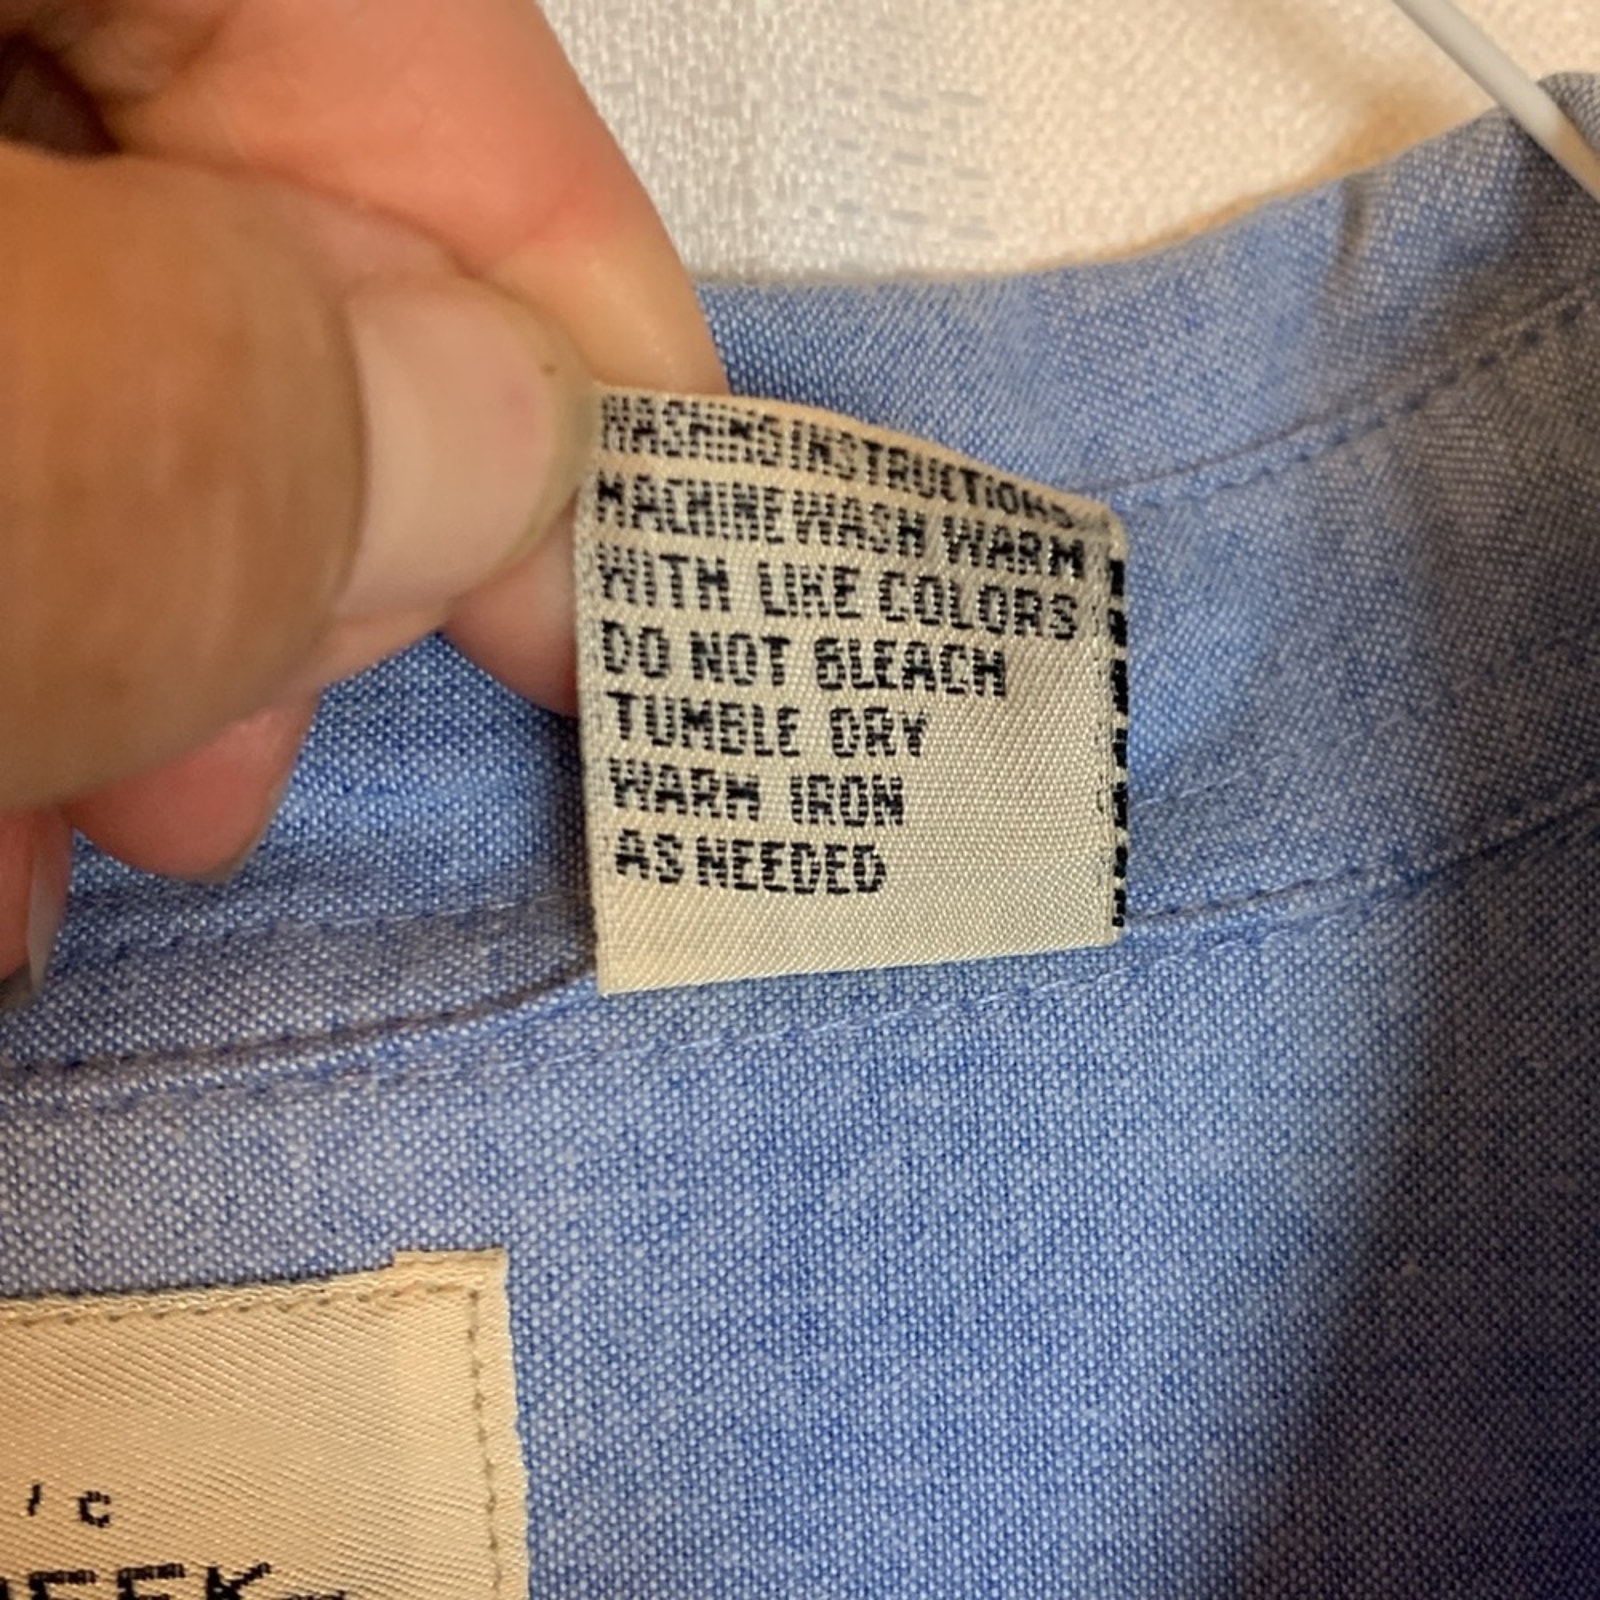 WASHING INSTRUCTIONS
MACHINE WASH WARM
WITH LIKE COLORS
DO NOT BLEACH
TUMBLE DRY
WARM IRON
AS NEEDED